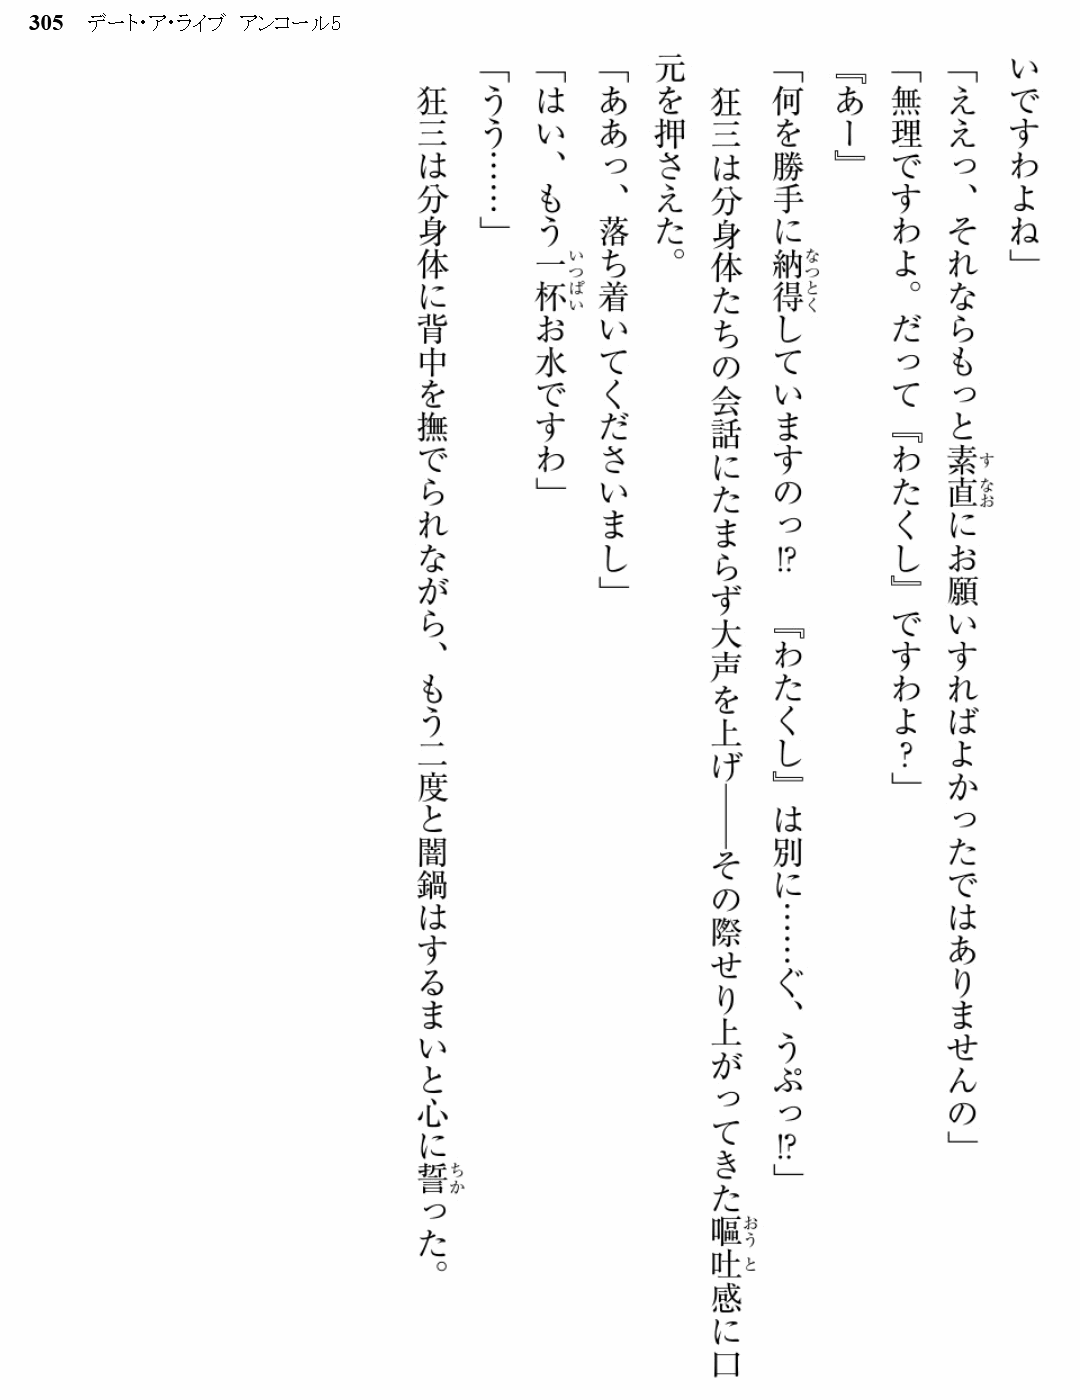 305 デート・ア・ライブ アンコール5
いですわよね」
「ええっ、それならもっと素直にお願いすればよかったではありませんの」
「無理ですわよ。だって『わたくし』ですわよ？」
『あー』
「何を勝手に納得していますのっ!? 『わたくし』は別に……ぐ、うぷっ!?」
　狂三は分身体たちの会話にたまらず大声を上げ――その際せり上がってきた嘔吐感に口
元を押さえた。
「ああっ、落ち着いてくださいまし」
「はい、もう一杯お水ですわ」
「うう……」
　狂三は分身体に背中を撫でられながら、もう二度と闇鍋はするまいと心に誓った。